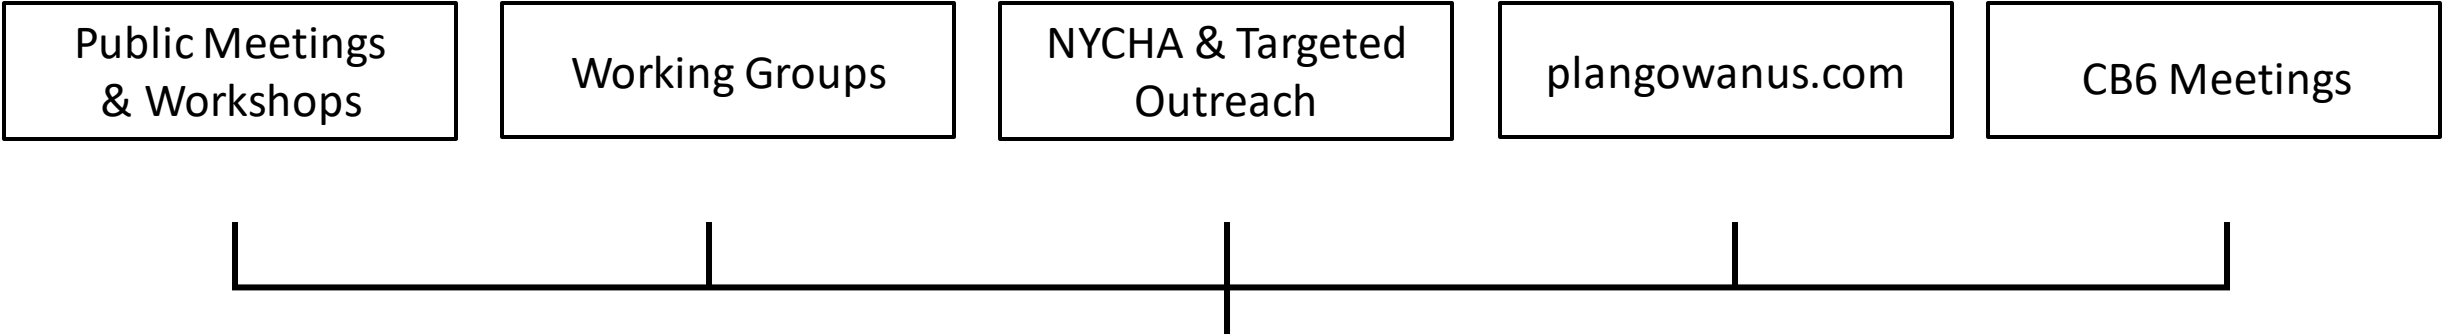 Public Meetings
& Workshops
Working Groups
NYCHA & Targeted
Outreach
plangowanus.com
CB6 Meetings